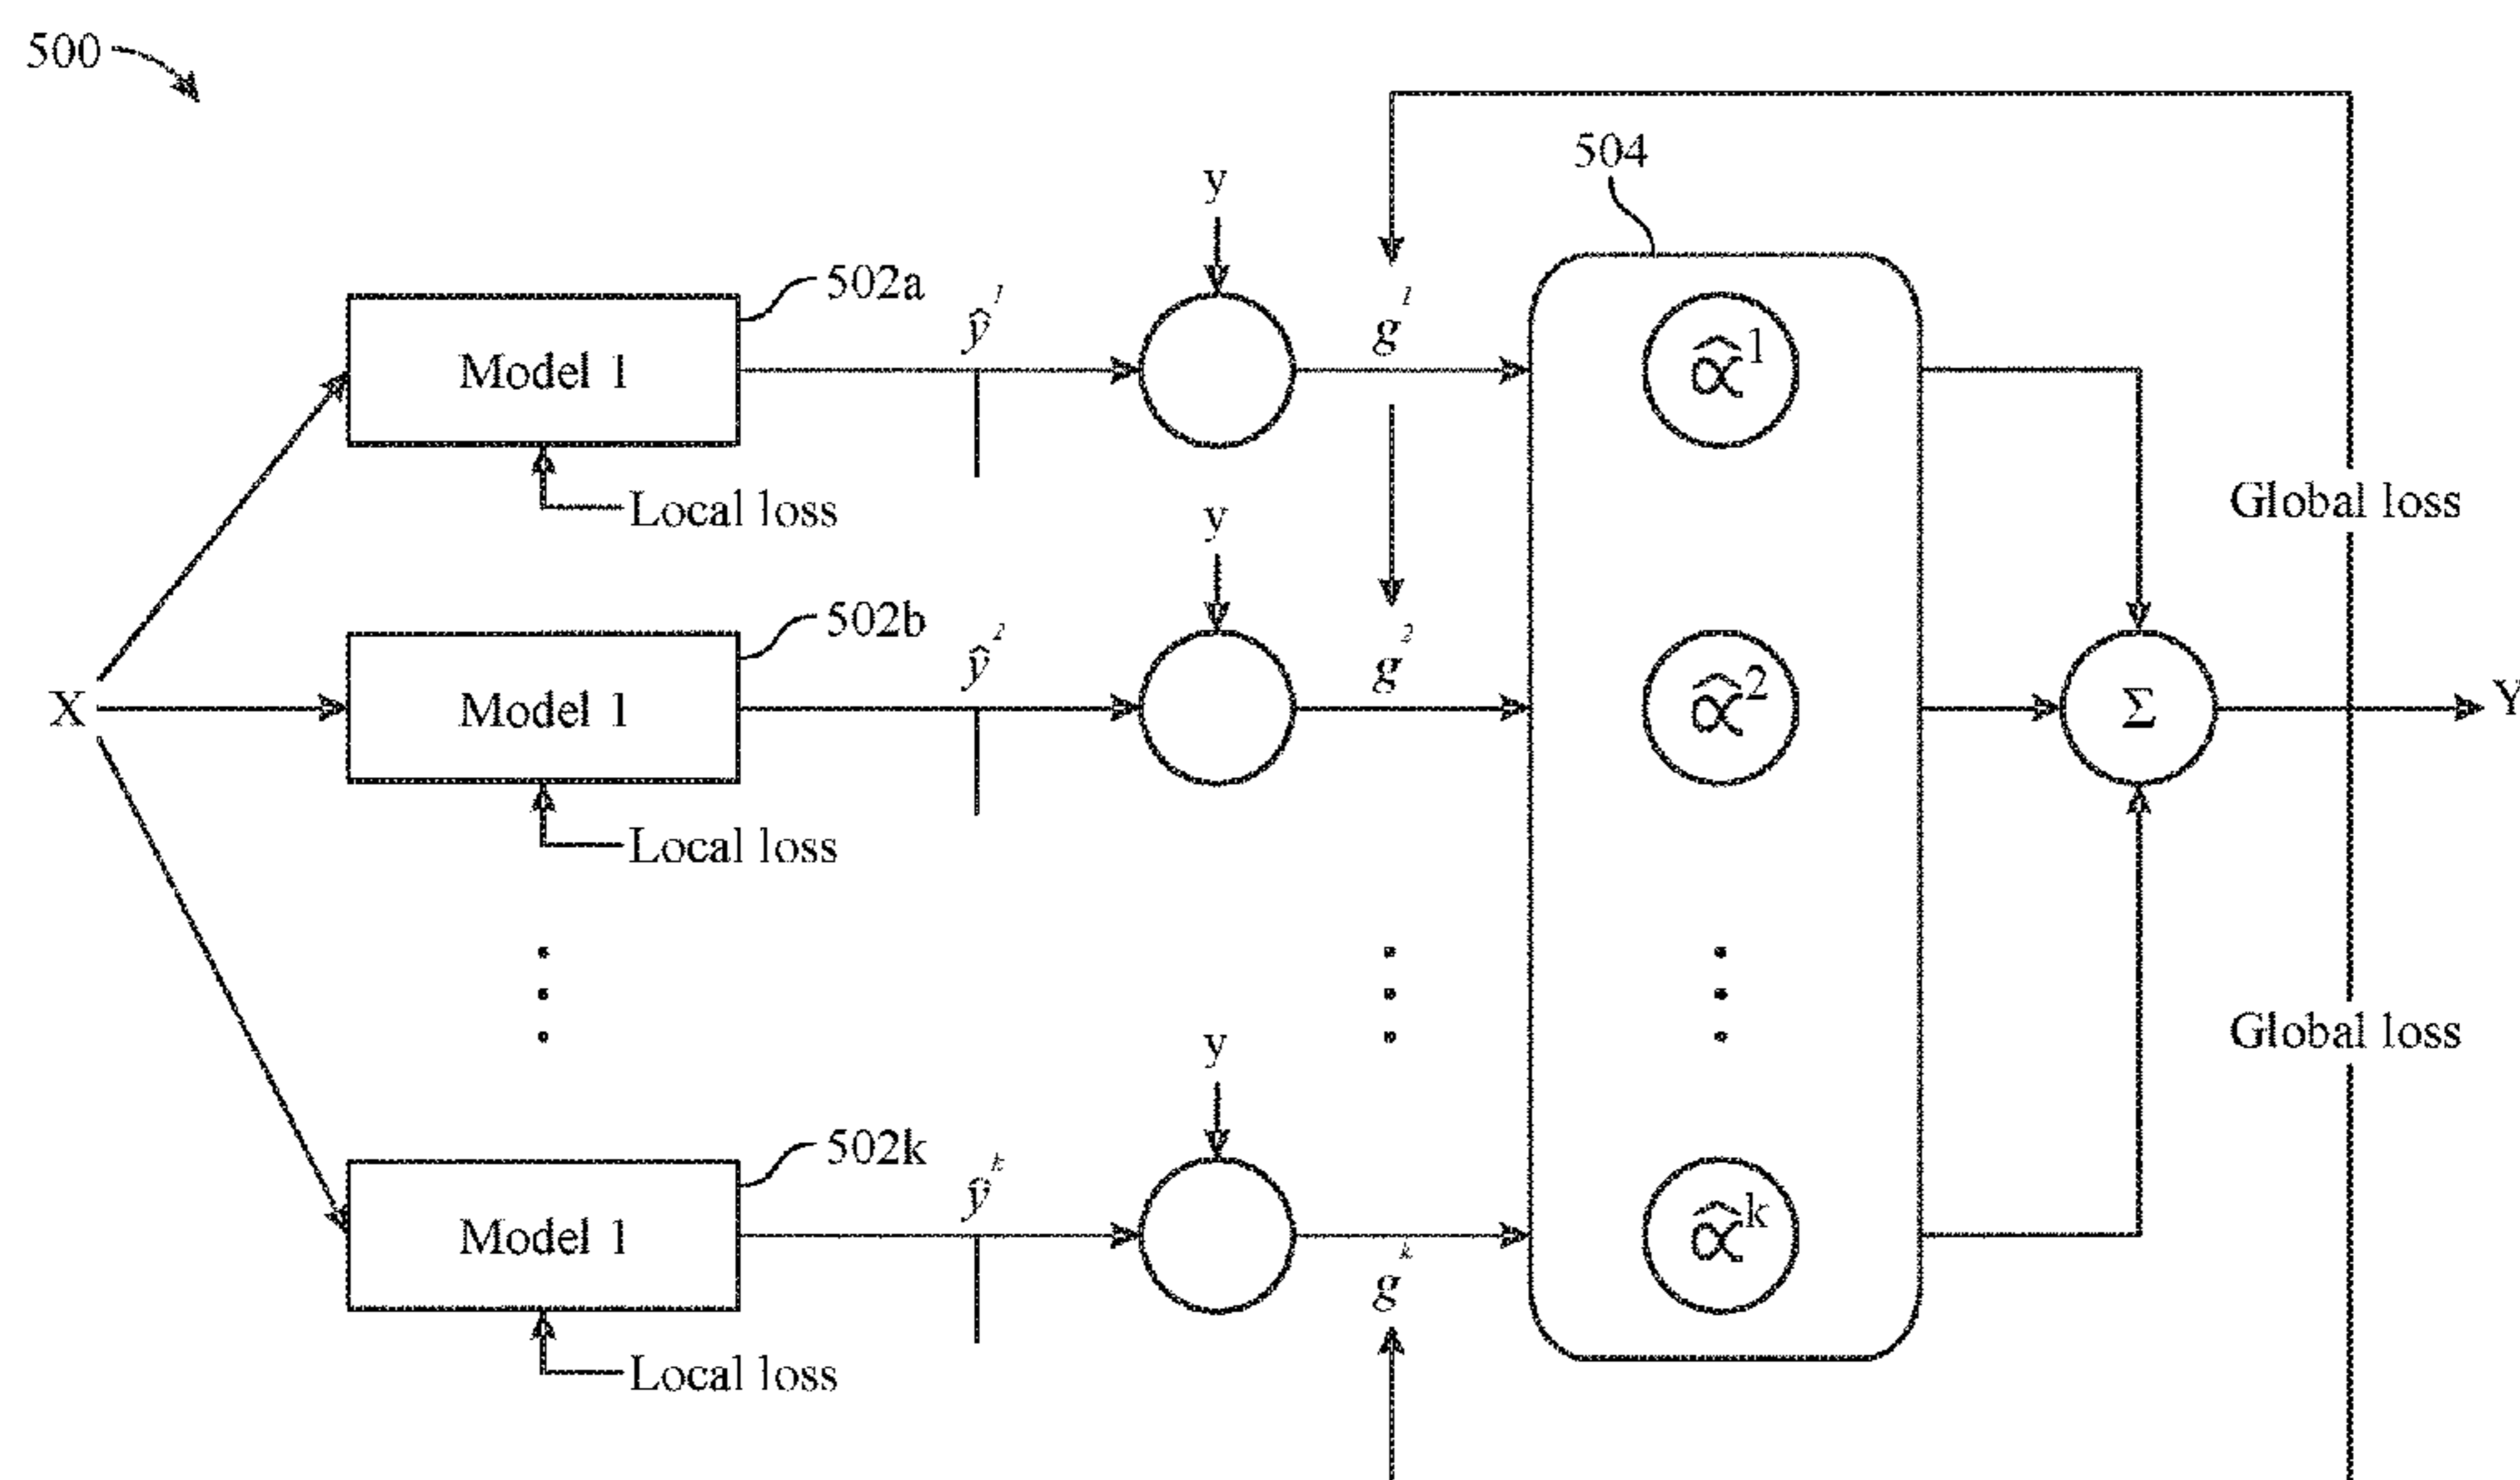 500
504
y
502a
ŷ¹
g¹
Model 1
α̂¹
Local loss
Global loss
y
502b
ŷ²
g²
X
Model 1
α̂²
Σ
Y
Local loss
y
Global loss
502k
ŷᵏ
Model 1
α̂ᵏ
gᵏ
Local loss